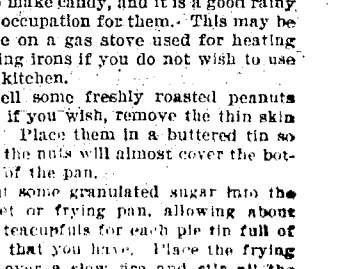 make candy, and it is a good rainy
occupation for them. This may be
on a gas stove used for heating
ing irons if you do not wish to use
kitchen.
ell some freshly roasted peanuts
if you wish, remove the thin skin
Place them in a buttered tin so
the nuts will almost cover the bot-
of the pan.
some granulated sugar into the
et or frying pan, allowing about
teacupfuls for each pie tin full of
that you have. Place the frying
over a slow fire and the